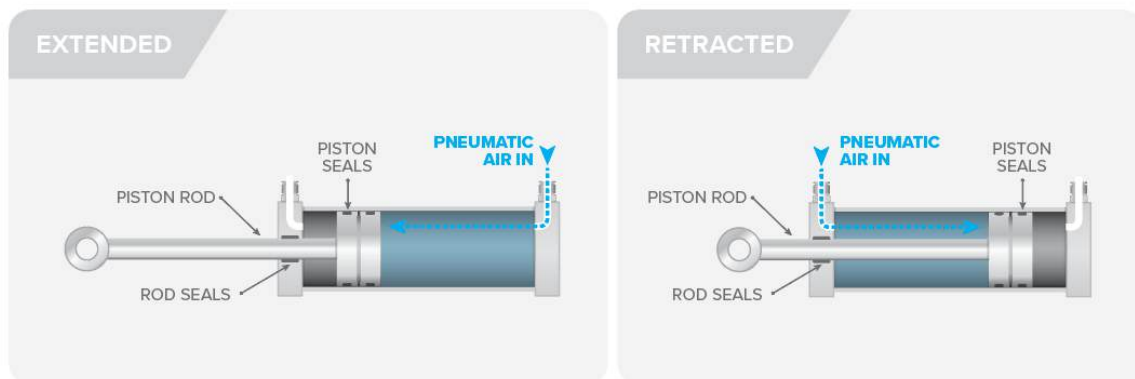 EXTENDED
PISTON
SEALS
PNEUMATIC
AIR IN
PISTON ROD
ROD SEALS
RETRACTED
PNEUMATIC
AIR IN
PISTON
SEALS
PISTON ROD
ROD SEALS